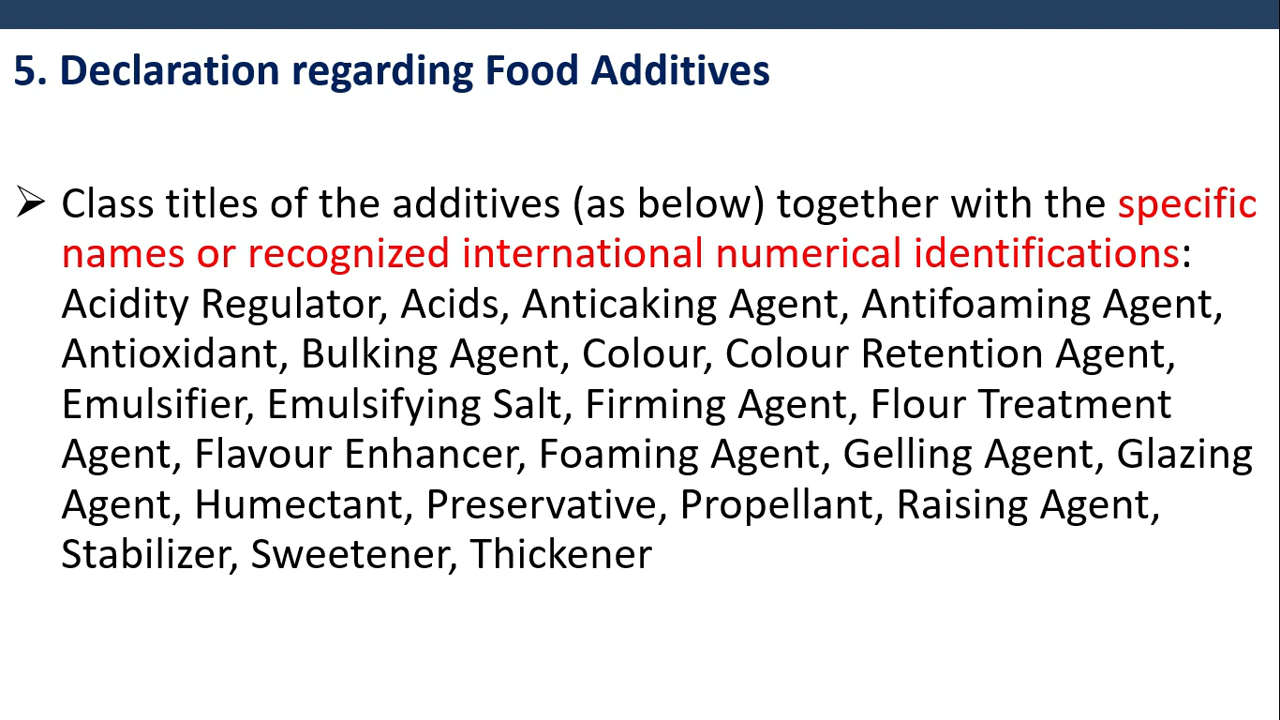 5. Declaration regarding Food Additives
➢ Class titles of the additives (as below) together with the specific
names or recognized international numerical identifications:
Acidity Regulator, Acids, Anticaking Agent, Antifoaming Agent,
Antioxidant, Bulking Agent, Colour, Colour Retention Agent,
Emulsifier, Emulsifying Salt, Firming Agent, Flour Treatment
Agent, Flavour Enhancer, Foaming Agent, Gelling Agent, Glazing
Agent, Humectant, Preservative, Propellant, Raising Agent,
Stabilizer, Sweetener, Thickener